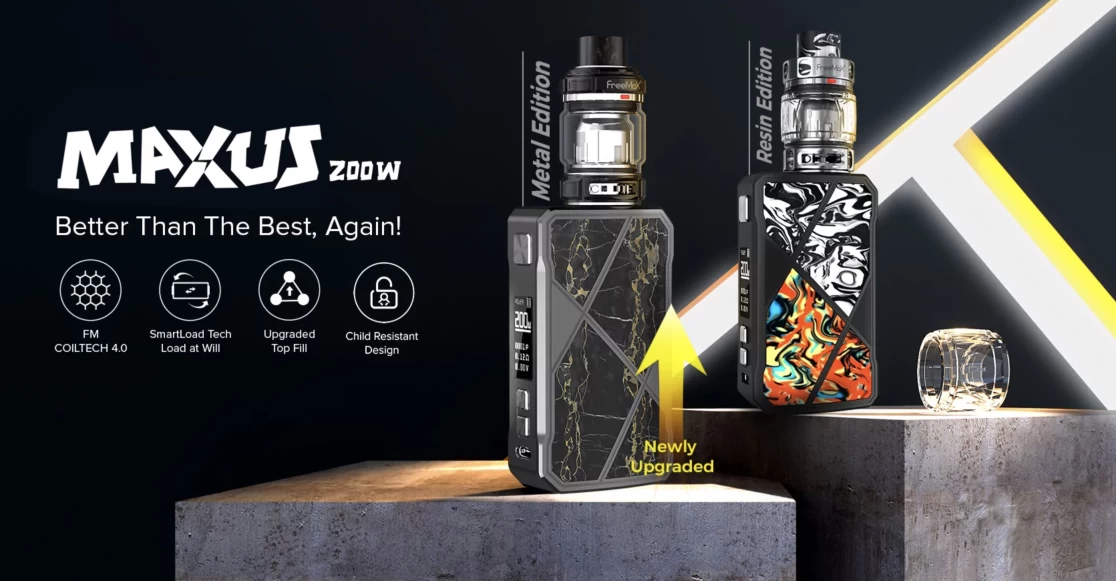 MAXUS 200W
Better Than The Best, Again!
FM
COILTECH 4.0
SmartLoad Tech
Load at Will
Upgraded
Top Fill
Child Resistant
Design
Metal Edition
FreeMax
200W
Resin Edition
FreeMax
200
Newly
Upgraded